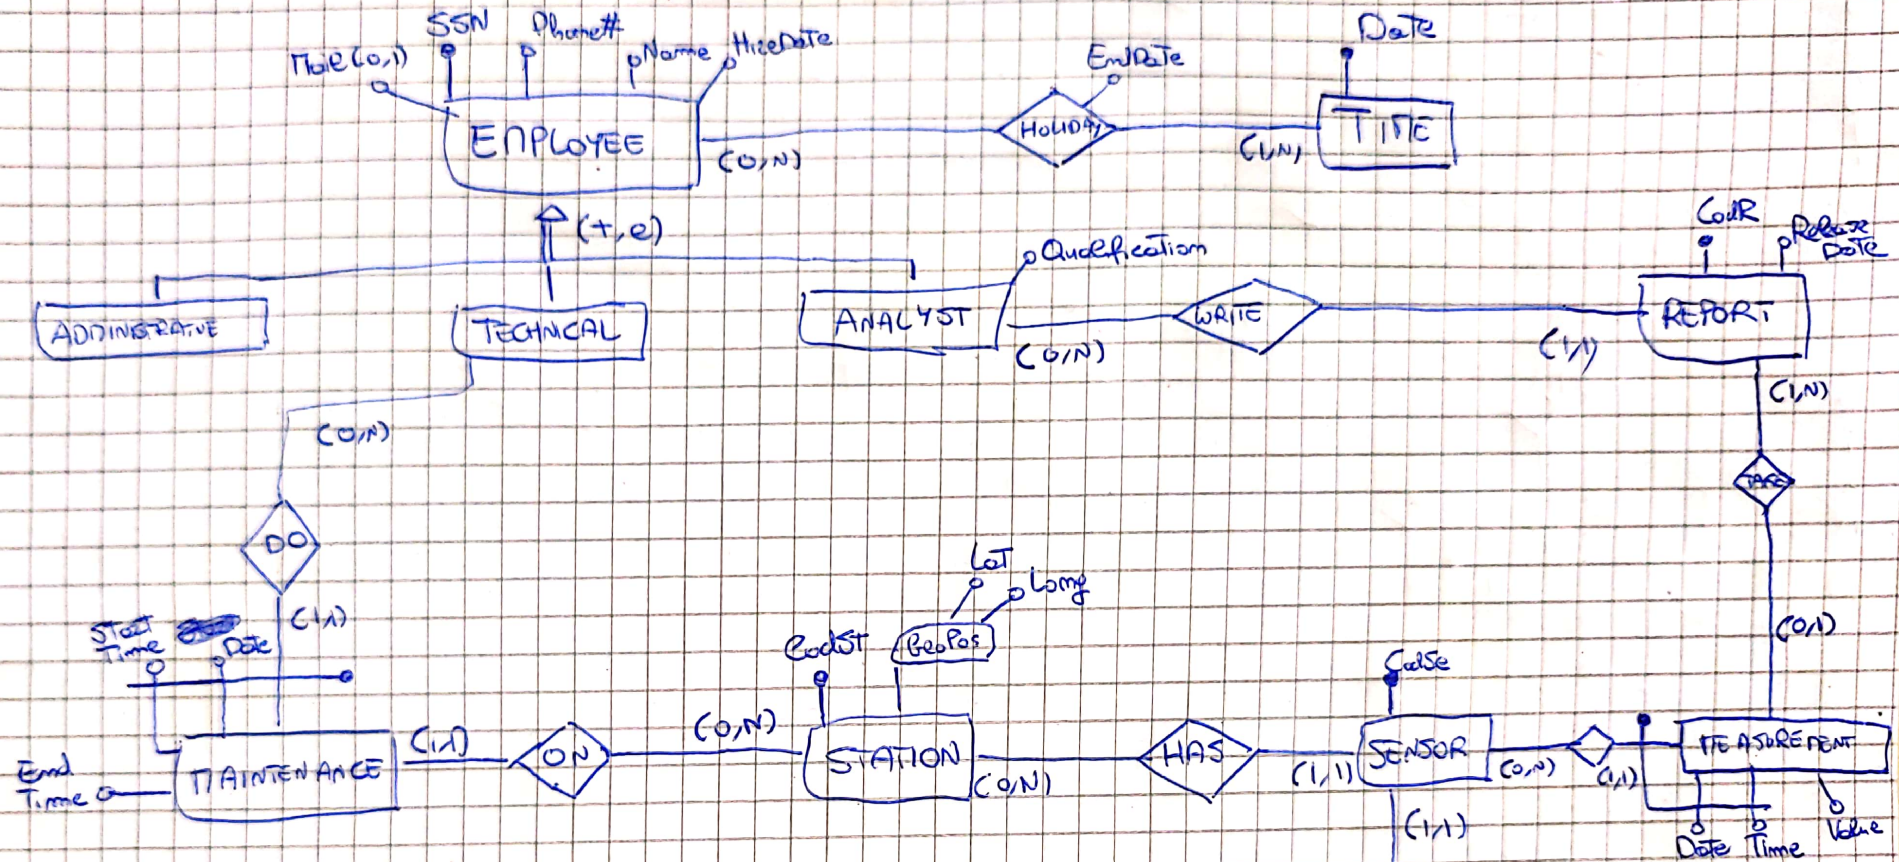 SSN
Phone#
Name
HireDate
Maie(0,1)
EMPLOYEE
(0,N)
EndDate
HOLIDAY
Date
(1,N)
TIME
(t,e)
ADDINISTRATIVE
TECHNICAL
ANALYST
Qualification
(0,N)
WRITE
(1,1)
CodR
Release
Date
REPORT
(1,N)
(0,N)
DO
(1,1)
Start
Time
Date
End
Time
MAINTENANCE
(1,1)
ON
(0,N)
CodST
GeoPos
Lat
Long
STATION
(0,N)
HAS
(1,1)
CodSe
SENSOR
(0,N)
(1,1)
(1,1)
(0,1)
MEASUREMENT
Date
Time
Value